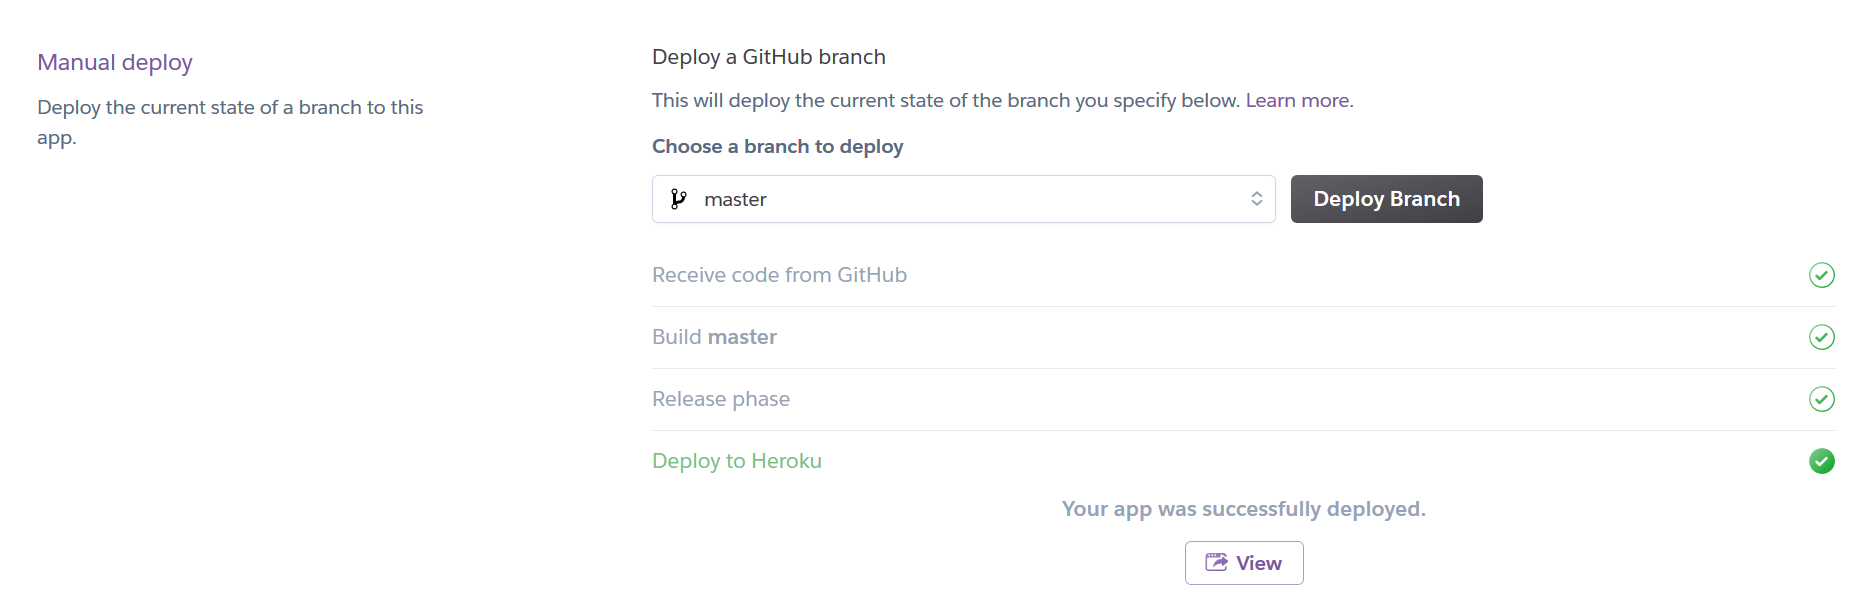 Manual deploy
Deploy the current state of a branch to this
app.
Deploy a GitHub branch
This will deploy the current state of the branch you specify below. Learn more.
Choose a branch to deploy
master
Deploy Branch
Receive code from GitHub
Build master
Release phase
Deploy to Heroku
Your app was successfully deployed.
View